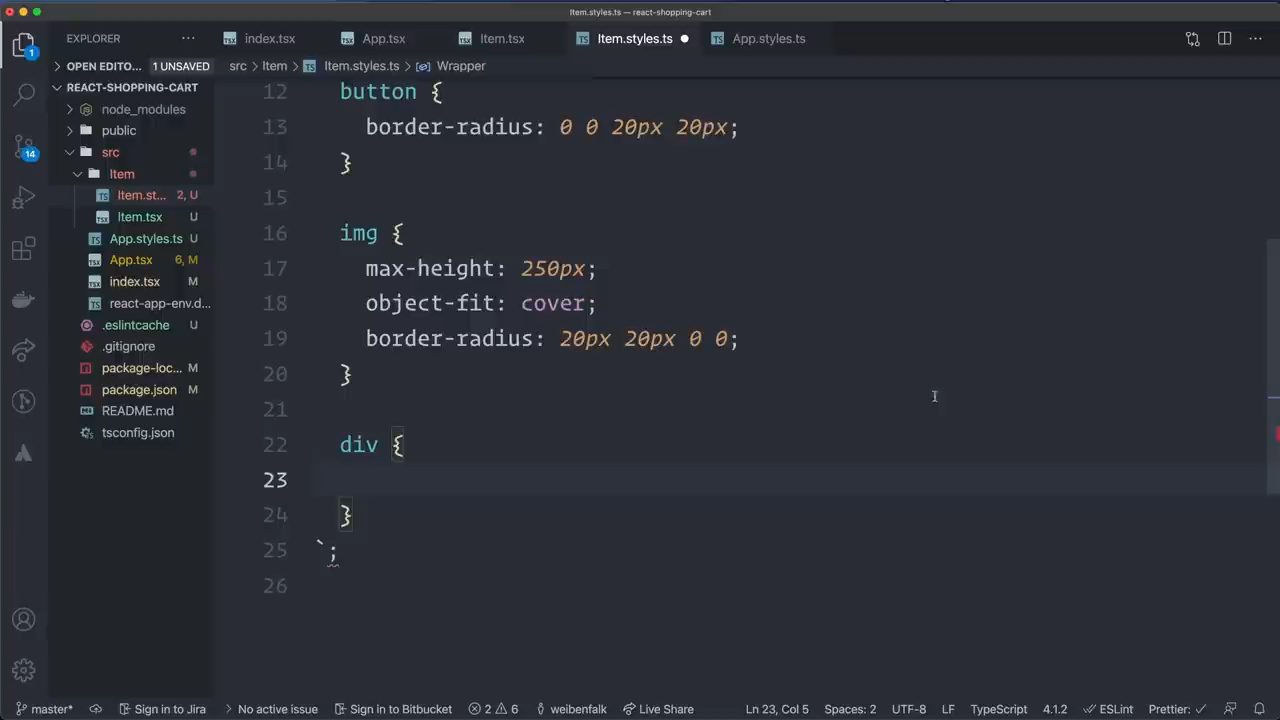 Item.styles.ts — react-shopping-cart
EXPLORER
index.tsx
App.tsx
Item.tsx
Item.styles.ts
App.styles.ts
OPEN EDITO... 1 UNSAVED
src > Item > Item.styles.ts > Wrapper
REACT-SHOPPING-CART
node_modules
public
src
Item
Item.st... 2, U
Item.tsx U
App.styles.ts U
App.tsx 6, M
index.tsx M
react-app-env.d...
.eslintcache U
.gitignore
package-loc... M
package.json M
README.md
tsconfig.json
1
14
12 button {
13 border-radius: 0 0 20px 20px;
14 }
15
16 img {
17 max-height: 250px;
18 object-fit: cover;
19 border-radius: 20px 20px 0 0;
20 }
21
22 div {
23
24 }
25 `;
26
master* Sign in to Jira No active issue Sign in to Bitbucket 2 6 weibenfalk Live Share Ln 23, Col 5 Spaces: 2 UTF-8 LF TypeScript 4.1.2 ESLint Prettier: ✓